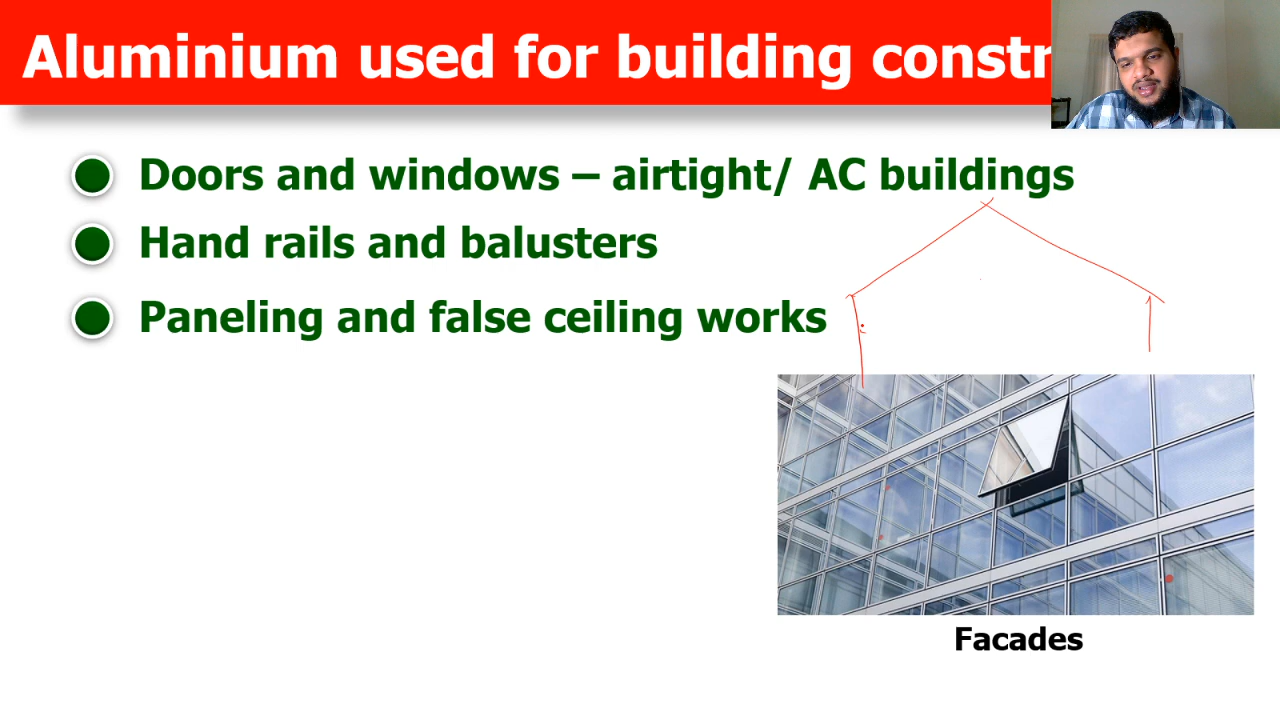 Aluminium used for building constr
Doors and windows – airtight/ AC buildings
Hand rails and balusters
Paneling and false ceiling works
Facades